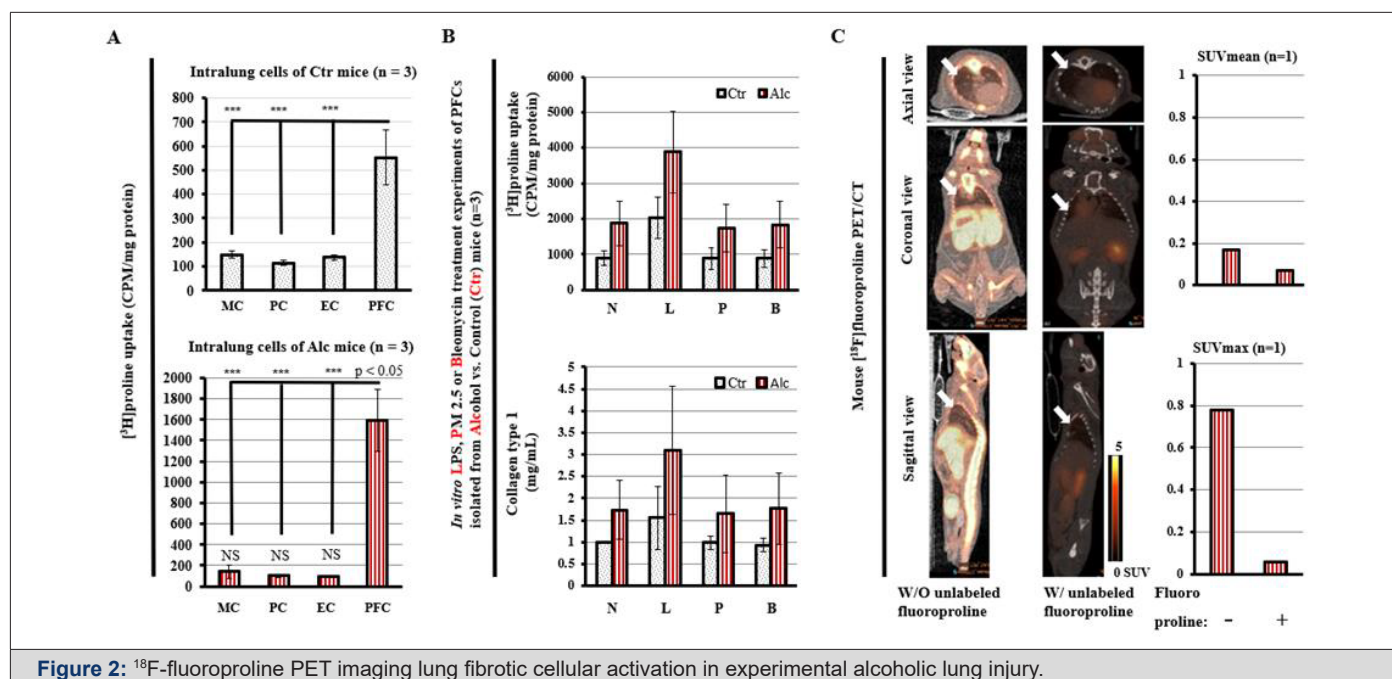 A
[³H]proline uptake (CPM/mg protein)
Intralung cells of Ctr mice (n = 3)
800
700
600
500
400
300
200
100
0
*** *** ***
MC PC EC PFC
Intralung cells of Alc mice (n = 3)
2000
1800
1600
1400
1200
1000
800
600
400
200
0
*** *** *** p < 0.05
NS NS NS
MC PC EC PFC
B
In vitro LPS, PM 2.5 or Bleomycin treatment experiments of PFCs
isolated from Alcohol vs. Control (Ctr) mice (n=3)
[³H]proline uptake
(CPM/mg protein)
Ctr Alc
6000
5000
4000
3000
2000
1000
0
N L P B
Collagen type 1
(mg/mL)
Ctr Alc
5
4.5
4
3.5
3
2.5
2
1.5
1
0.5
0
N L P B
C
Mouse [¹⁸F]fluoroproline PET/CT
Axial view
Coronal view
Sagittal view
5
0 SUV
W/O unlabeled
fluoroproline
W/ unlabeled
fluoroproline
SUVmean (n=1)
1
0.8
0.6
0.4
0.2
0
SUVmax (n=1)
1
0.8
0.6
0.4
0.2
0
Fluoro
proline: - +
Figure 2: ¹⁸F-fluoroproline PET imaging lung fibrotic cellular activation in experimental alcoholic lung injury.